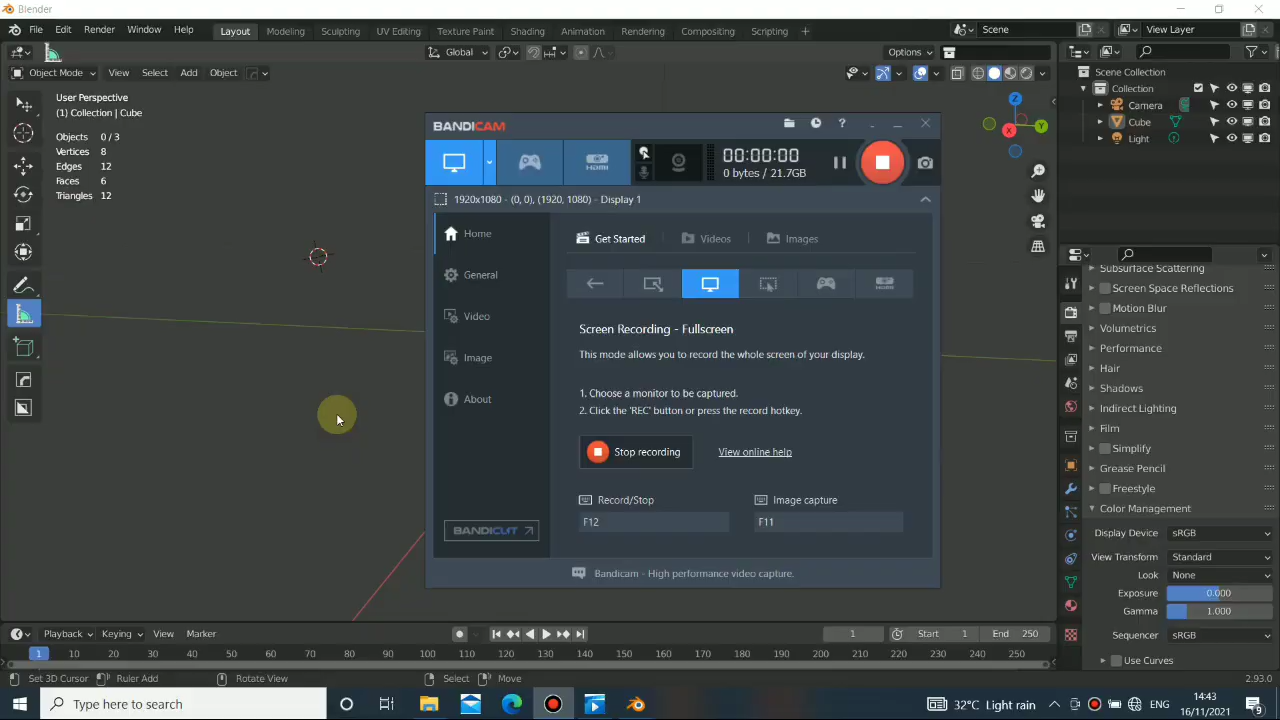 Blender
File Edit Render Window Help
Layout Modeling Sculpting UV Editing Texture Paint Shading Animation Rendering Compositing Scripting +
Scene
View Layer
Global
Options
Object Mode View Select Add Object
User Perspective
(1) Collection | Cube
Objects 0 / 3
Vertices 8
Edges 12
Faces 6
Triangles 12
Z
Y
X
Scene Collection
Collection
Camera
Cube
Light
BANDICAM
HDMI
00:00:00
0 bytes / 21.7GB
1920x1080 - (0, 0), (1920, 1080) - Display 1
Home
General
Video
Image
About
BANDICUT
Get Started Videos Images
HDMI
Screen Recording - Fullscreen
This mode allows you to record the whole screen of your display.
1. Choose a monitor to be captured.
2. Click the 'REC' button or press the record hotkey.
Stop recording View online help
Record/Stop Image capture
F12 F11
Bandicam - High performance video capture.
Subsurface Scattering
Screen Space Reflections
Motion Blur
Volumetrics
Performance
Hair
Shadows
Indirect Lighting
Film
Simplify
Grease Pencil
Freestyle
Color Management
Display Device sRGB
View Transform Standard
Look None
Exposure 0.000
Gamma 1.000
Sequencer sRGB
Use Curves
Playback Keying View Marker
1 Start 1 End 250
1 10 20 30 40 50 60 70 80 90 100 110 120 130 140 150 160 170 180 190 200 210 220 230 240 250
Set 3D Cursor Ruler Add Rotate View Select Move 2.93.0
Type here to search
32°C Light rain
ENG
14:43
16/11/2021
9